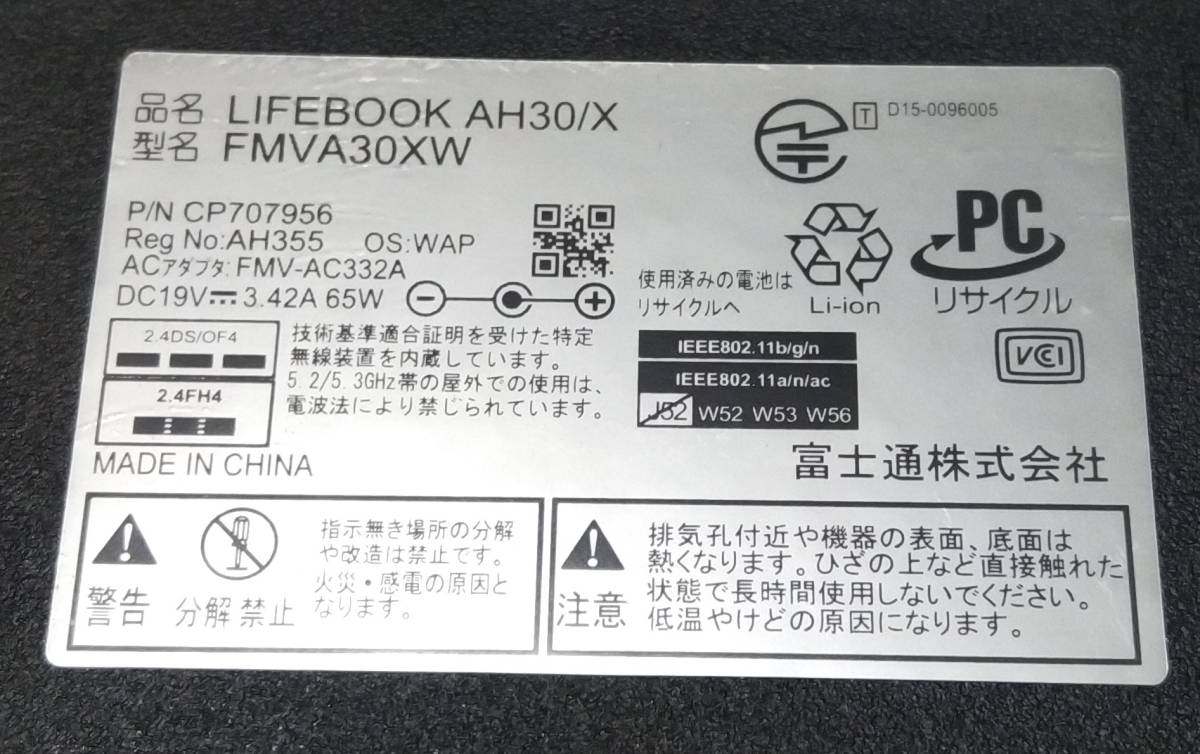 品名 LIFEBOOK AH30/X
型名 FMVA30XW
T D15-0096005
P/N CP707956
Reg No:AH355 OS:WAP
ACアダプタ: FMV-AC332A
DC19V 3.42A 65W
使用済みの電池は
リサイクルへ
Li-ion
PC
リサイクル
2.4DS/OF4
2.4FH4
技術基準適合証明を受けた特定
無線装置を内蔵しています。
5.2/5.3GHz帯の屋外での使用は、
電波法により禁じられています。
IEEE802.11b/g/n
IEEE802.11a/n/ac
J52 W52 W53 W56
VCCI
MADE IN CHINA
富士通株式会社
警告
分解禁止
指示無き場所の分解
や改造は禁止です。
火災・感電の原因と
なります。
注意
排気孔付近や機器の表面、底面は
熱くなります。ひざの上など直接触れた
状態で長時間使用しないでください。
低温やけどの原因になります。